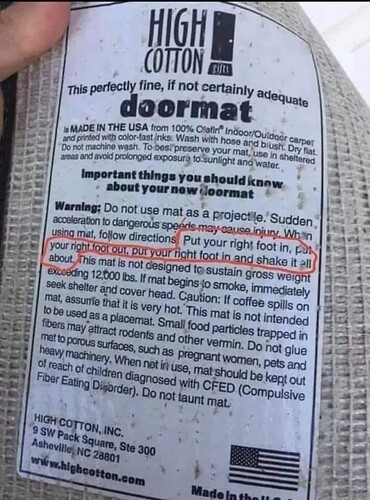 HIGH
COTTON
gifts
This perfectly fine, if not certainly adequate
doormat
is MADE IN THE USA from 100% Olefin® Indoor/Outdoor carpet
and printed with color-fast inks. Wash with hose and brush. Dry flat.
Do not machine wash. To best preserve your mat, use in sheltered
areas and avoid prolonged exposure to sunlight and water.
Important things you should know
about your new doormat
Warning: Do not use mat as a projectile. Sudden
acceleration to dangerous speeds may cause injury. When
using mat, follow directions: Put your right foot in, put
your right foot out, put your right foot in and shake it all
about. This mat is not designed to sustain gross weight
exceeding 12,000 lbs. If mat begins to smoke, immediately
seek shelter and cover head. Caution: If coffee spills on
mat, assume that it is very hot. This mat is not intended
to be used as a placemat. Small food particles trapped in
fibers may attract rodents and other vermin. Do not glue
mat to porous surfaces, such as pregnant women, pets and
heavy machinery. When not in use, mat should be kept out
of reach of children diagnosed with CFED (Compulsive
Fiber Eating Disorder). Do not taunt mat.
HIGH COTTON, INC.
9 SW Pack Square, Ste 300
Asheville, NC 28801
www.highcotton.com
Made in the